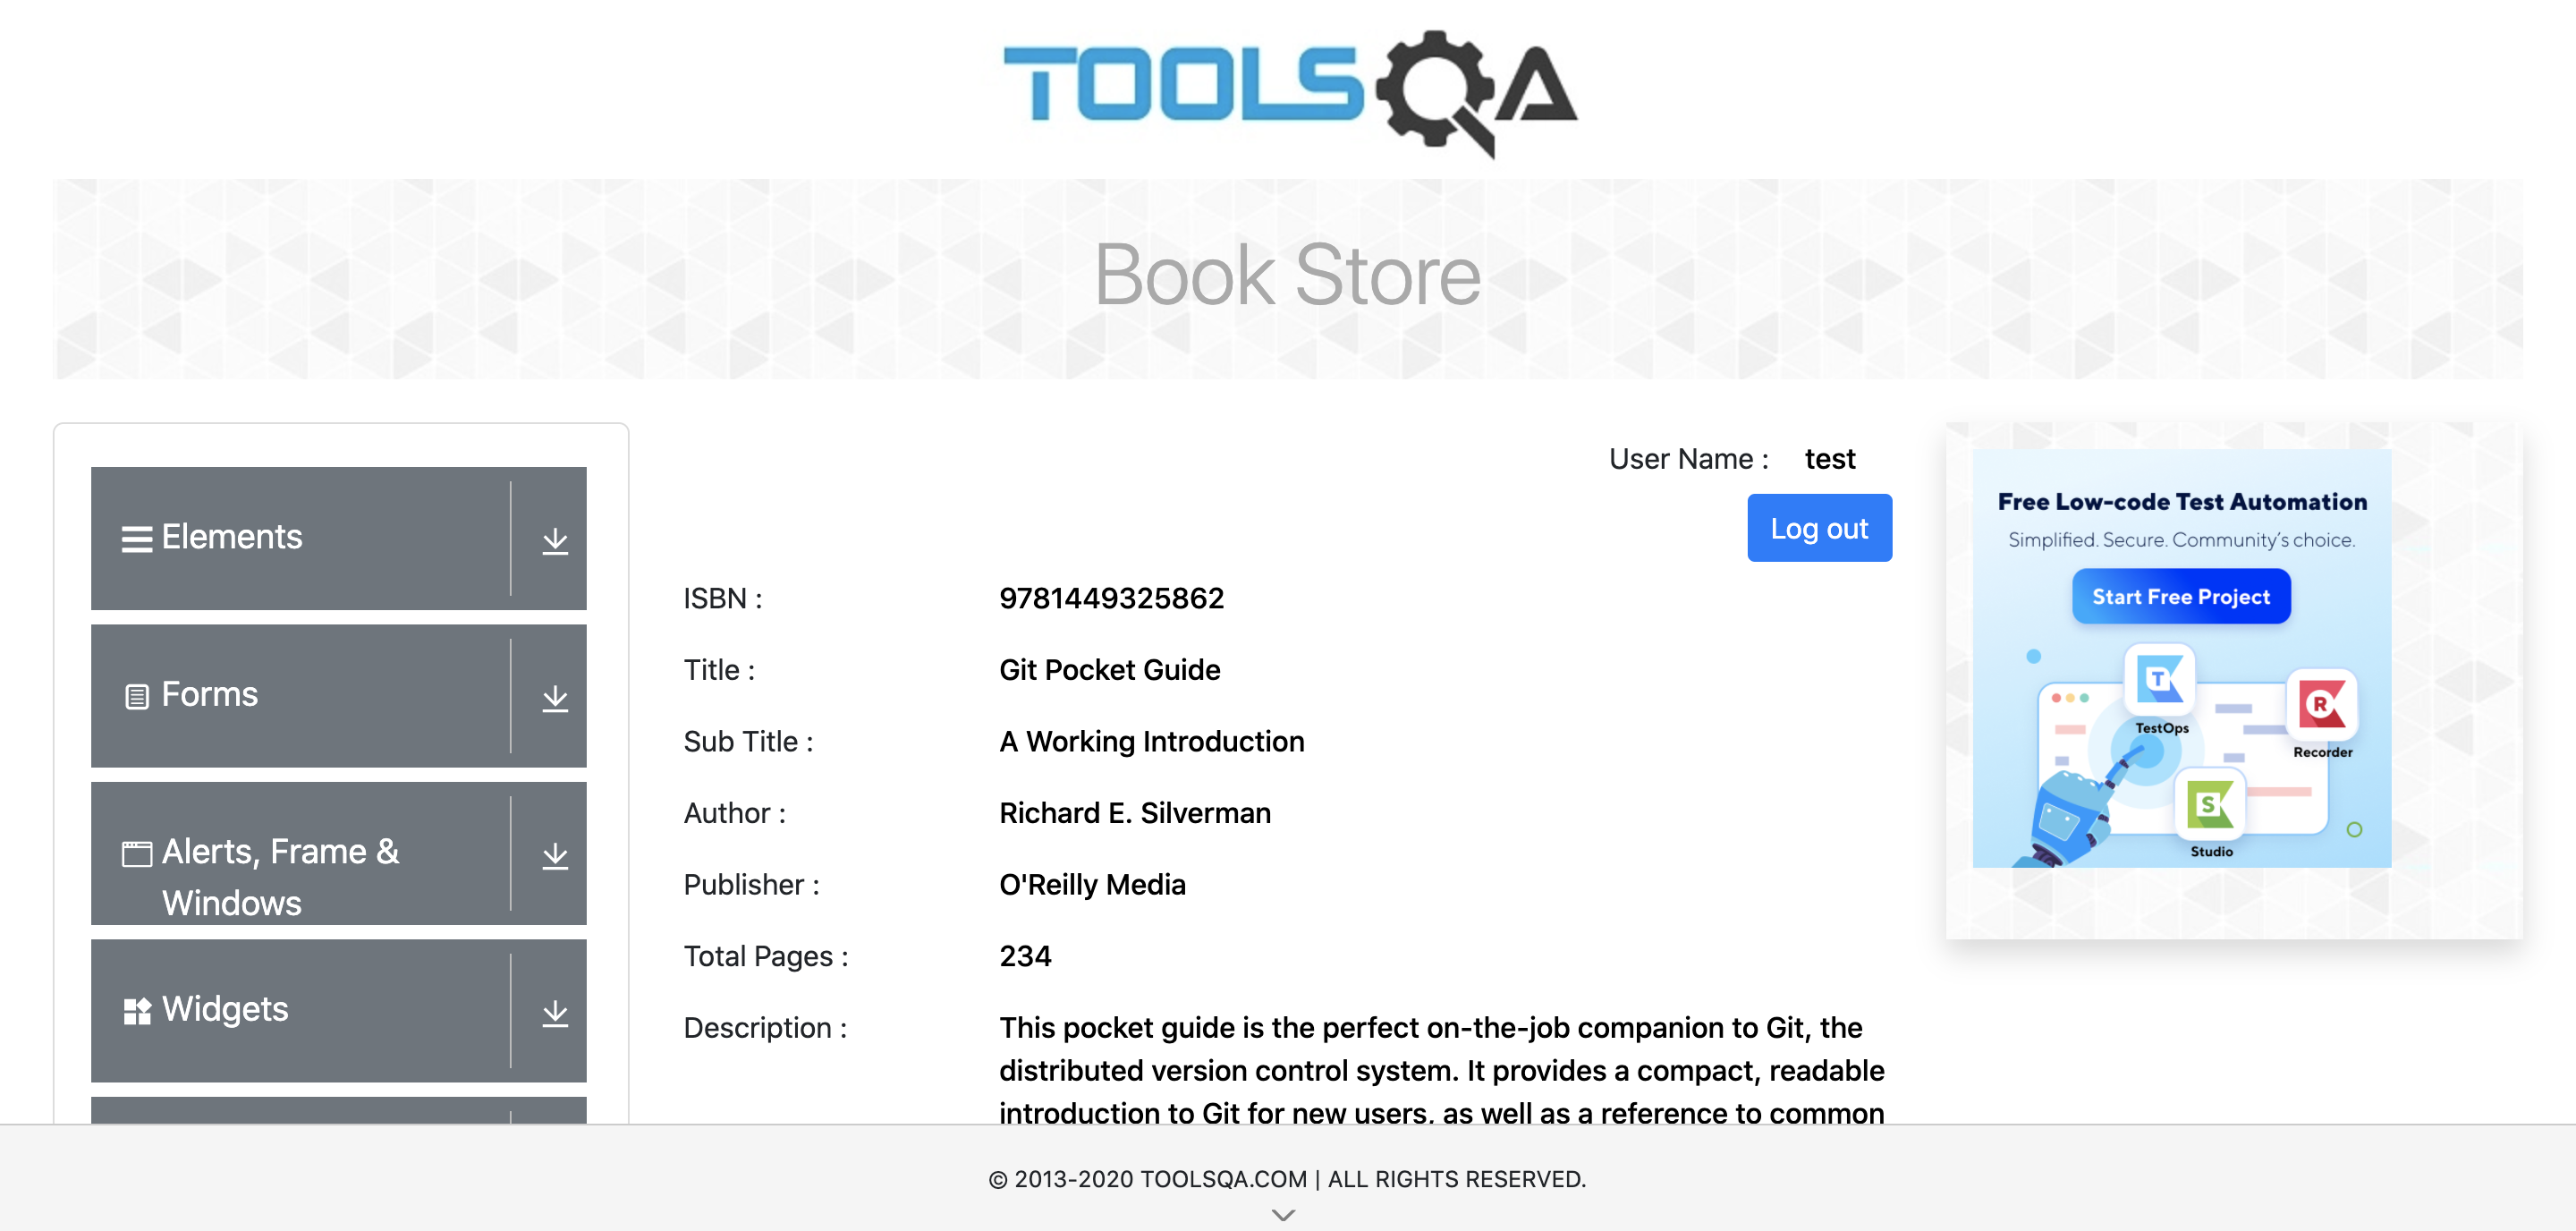 TOOLSQA
Book Store
Elements
Forms
Alerts, Frame &
Windows
Widgets
User Name : test
Log out
ISBN : 9781449325862
Title : Git Pocket Guide
Sub Title : A Working Introduction
Author : Richard E. Silverman
Publisher : O'Reilly Media
Total Pages : 234
Description : This pocket guide is the perfect on-the-job companion to Git, the
distributed version control system. It provides a compact, readable
introduction to Git for new users, as well as a reference to common
Free Low-code Test Automation
Simplified. Secure. Community's choice.
Start Free Project
T
TestOps
R
Recorder
S
Studio
© 2013-2020 TOOLSQA.COM | ALL RIGHTS RESERVED.